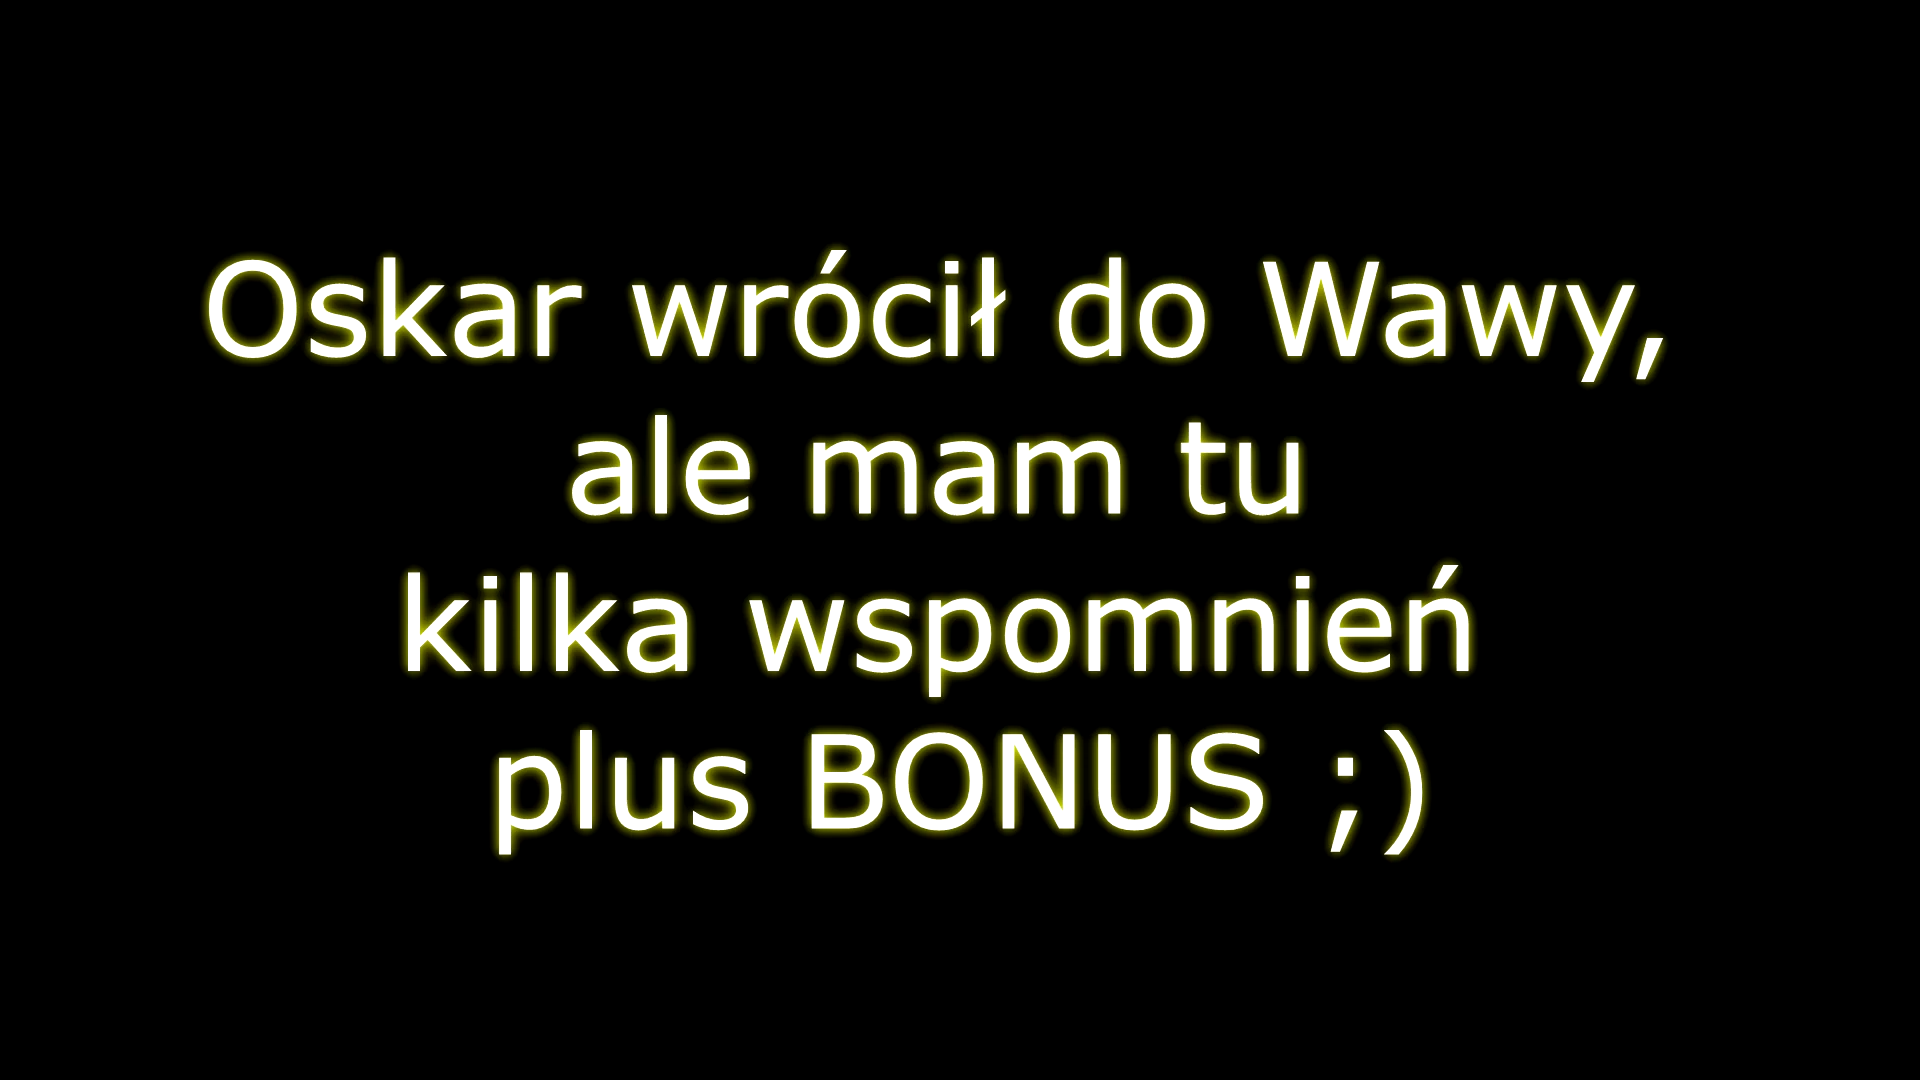 Oskar wrócił do Wawy,
ale mam tu
kilka wspomnień
plus BONUS ;)